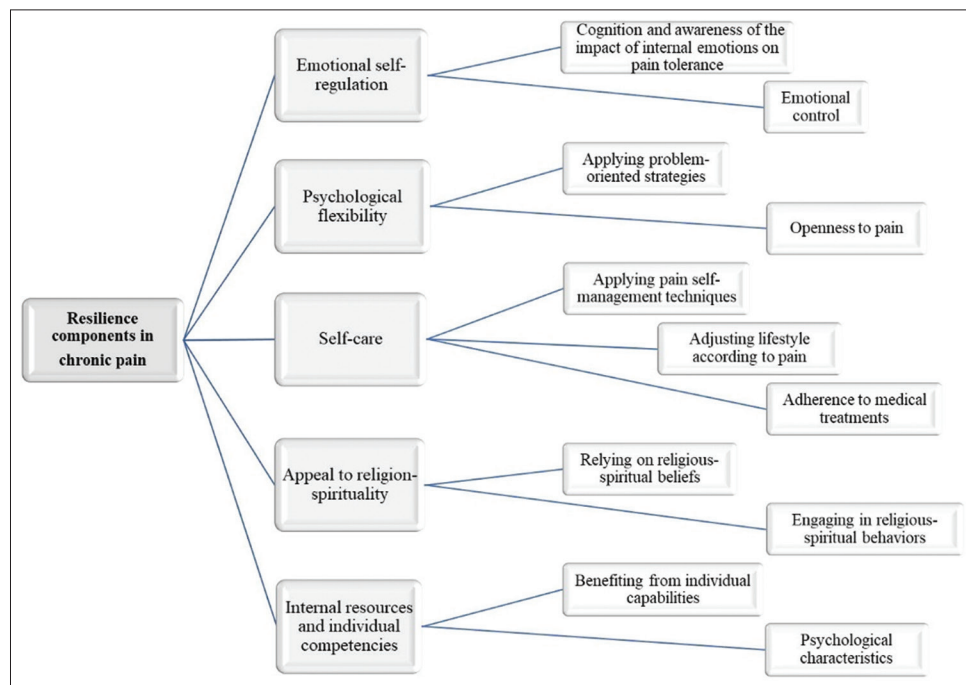 Resilience
components in
chronic pain
Emotional self-
regulation
Cognition and awareness of the
impact of internal emotions on
pain tolerance
Emotional
control
Psychological
flexibility
Applying problem-
oriented strategies
Openness to pain
Self-care
Applying pain self-
management techniques
Adjusting lifestyle
according to pain
Adherence to medical
treatments
Appeal to religion-
spirituality
Relying on religious-
spiritual beliefs
Engaging in religious-
spiritual behaviors
Internal resources
and individual
competencies
Benefiting from individual
capabilities
Psychological
characteristics